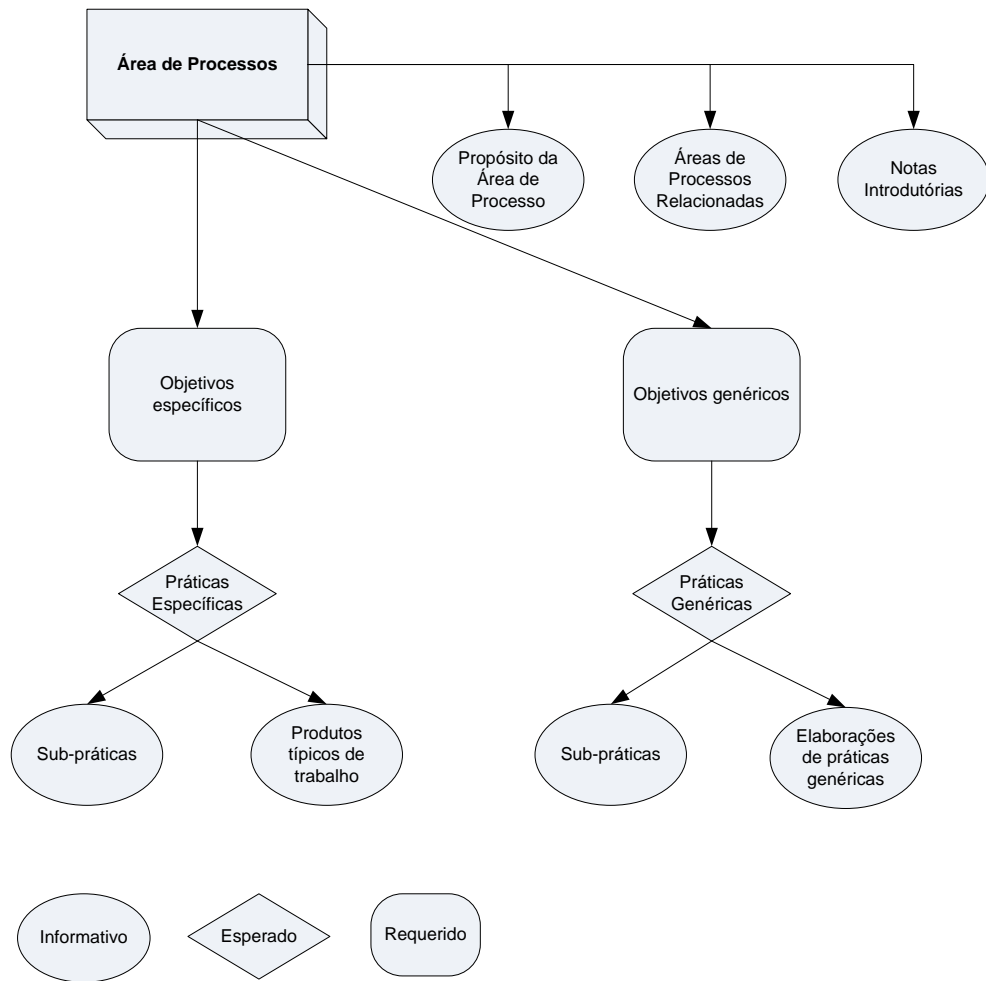 Área de Processos
Propósito da
Área de
Processo
Áreas de
Processos
Relacionadas
Notas
Introdutórias
Objetivos
específicos
Objetivos genéricos
Práticas
Específicas
Práticas
Genéricas
Sub-práticas
Produtos
típicos de
trabalho
Sub-práticas
Elaborações
de práticas
genéricas
Informativo
Esperado
Requerido